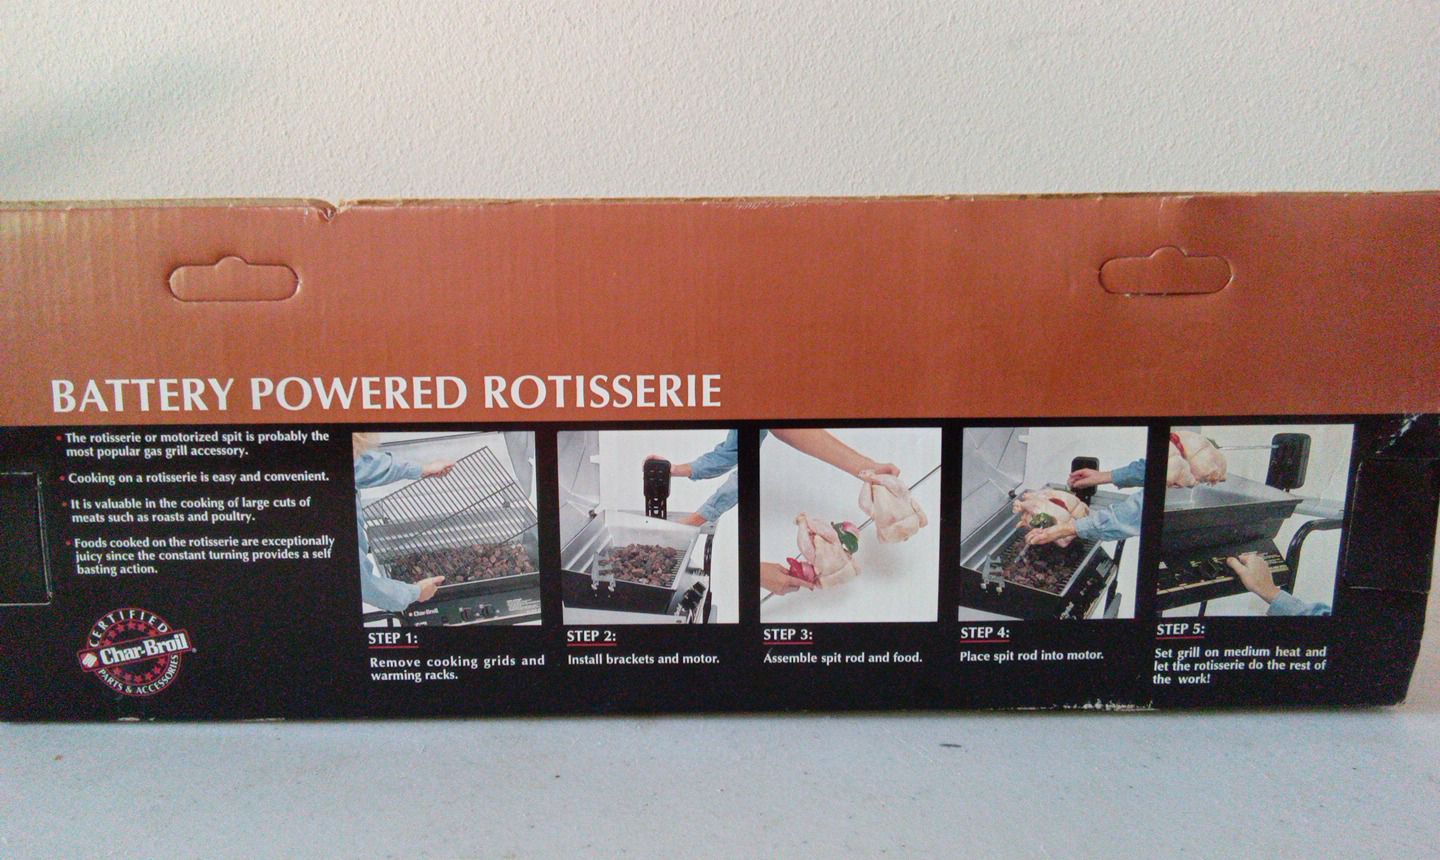 BATTERY POWERED ROTISSERIE
• The rotisserie or motorized spit is probably the
most popular gas grill accessory.
• Cooking on a rotisserie is easy and convenient.
• It is valuable in the cooking of large cuts of
meats such as roasts and poultry.
• Foods cooked on the rotisserie are exceptionally
juicy since the constant turning provides a self
basting action.
CERTIFIED
Char-Broil®
PARTS & ACCESSORIES
Char-Broil
STEP 1:
Remove cooking grids and
warming racks.
STEP 2:
Install brackets and motor.
STEP 3:
Assemble spit rod and food.
STEP 4:
Place spit rod into motor.
STEP 5:
Set grill on medium heat and
let the rotisserie do the rest of
the work!